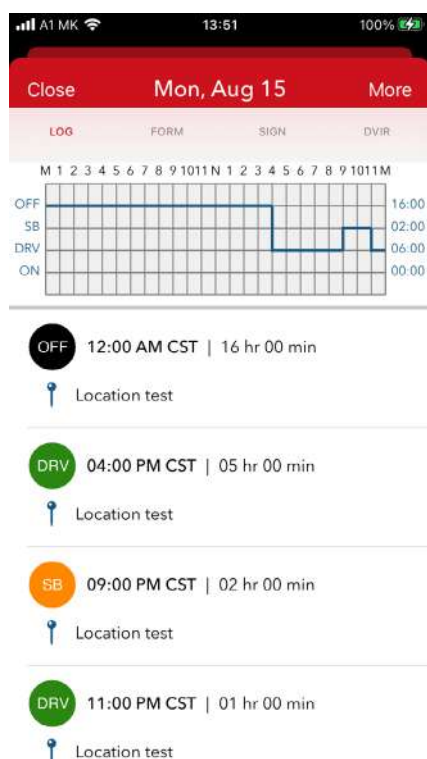 A1 MK 13:51 100%
Close Mon, Aug 15 More
LOG FORM SIGN DVIR
M 1 2 3 4 5 6 7 8 9 10 11 N 1 2 3 4 5 6 7 8 9 10 11 M
OFF 16:00
SB 02:00
DRV 06:00
ON 00:00
OFF 12:00 AM CST | 16 hr 00 min
Location test
DRV 04:00 PM CST | 05 hr 00 min
Location test
SB 09:00 PM CST | 02 hr 00 min
Location test
DRV 11:00 PM CST | 01 hr 00 min
Location test